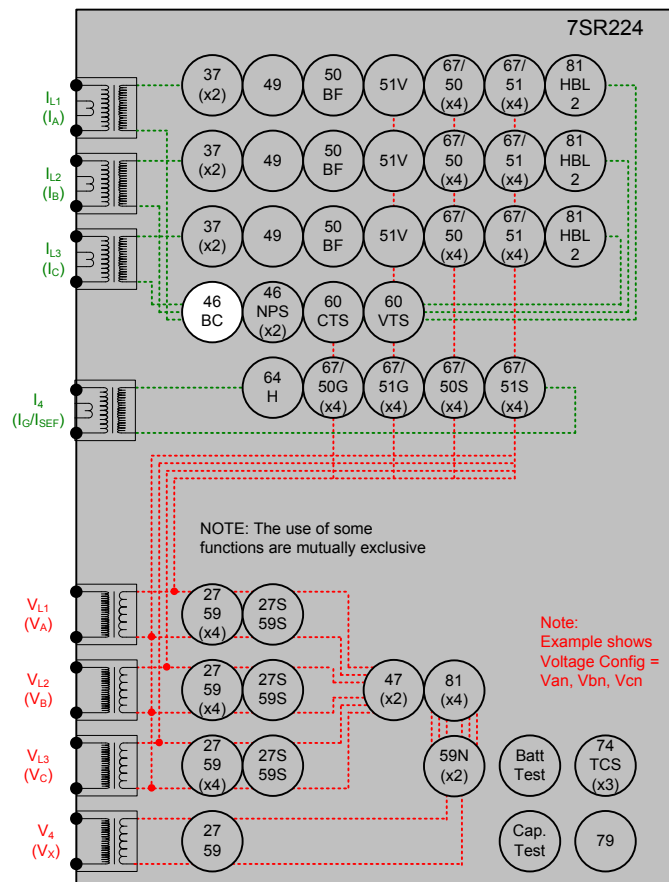 7SR224
37 (x2) 49 50 BF 51V 67/ 50 (x4) 67/ 51 (x4) 81 HBL 2
IL1 (IA)
37 (x2) 49 50 BF 51V 67/ 50 (x4) 67/ 51 (x4) 81 HBL 2
IL2 (IB)
37 (x2) 49 50 BF 51V 67/ 50 (x4) 67/ 51 (x4) 81 HBL 2
IL3 (IC)
46 BC 46 NPS (x2) 60 CTS 60 VTS
64 H 67/ 50G (x4) 67/ 51G (x4) 67/ 50S (x4) 67/ 51S (x4)
I4 (IG/ISEF)
NOTE: The use of some
functions are mutually exclusive
VL1 (VA)
27 59 (x4) 27S 59S
Note:
Example shows
Voltage Config =
Van, Vbn, Vcn
VL2 (VB)
27 59 (x4) 27S 59S 47 (x2) 81 (x4)
VL3 (VC)
27 59 (x4) 27S 59S 59N (x2) Batt Test 74 TCS (x3)
V4 (VX)
27 59 Cap. Test 79